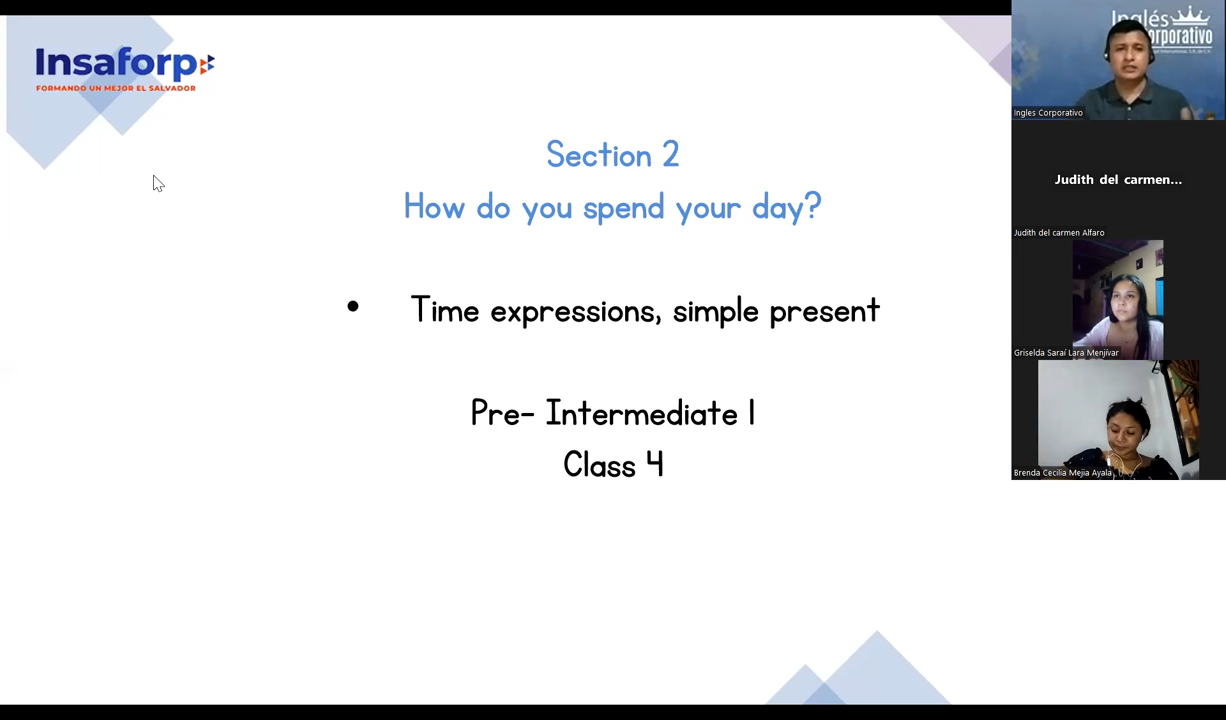 Insaforp
FORMANDO UN MEJOR EL SALVADOR
Section 2
How do you spend your day?
• Time expressions, simple present
Pre- Intermediate 1
Class 4
Inglés
Corporativo
Ingles Corporativo
Judith del carmen...
Judith del carmen Alfaro
Griselda Saraí Lara Menjívar
Brenda Cecilia Mejia Ayala